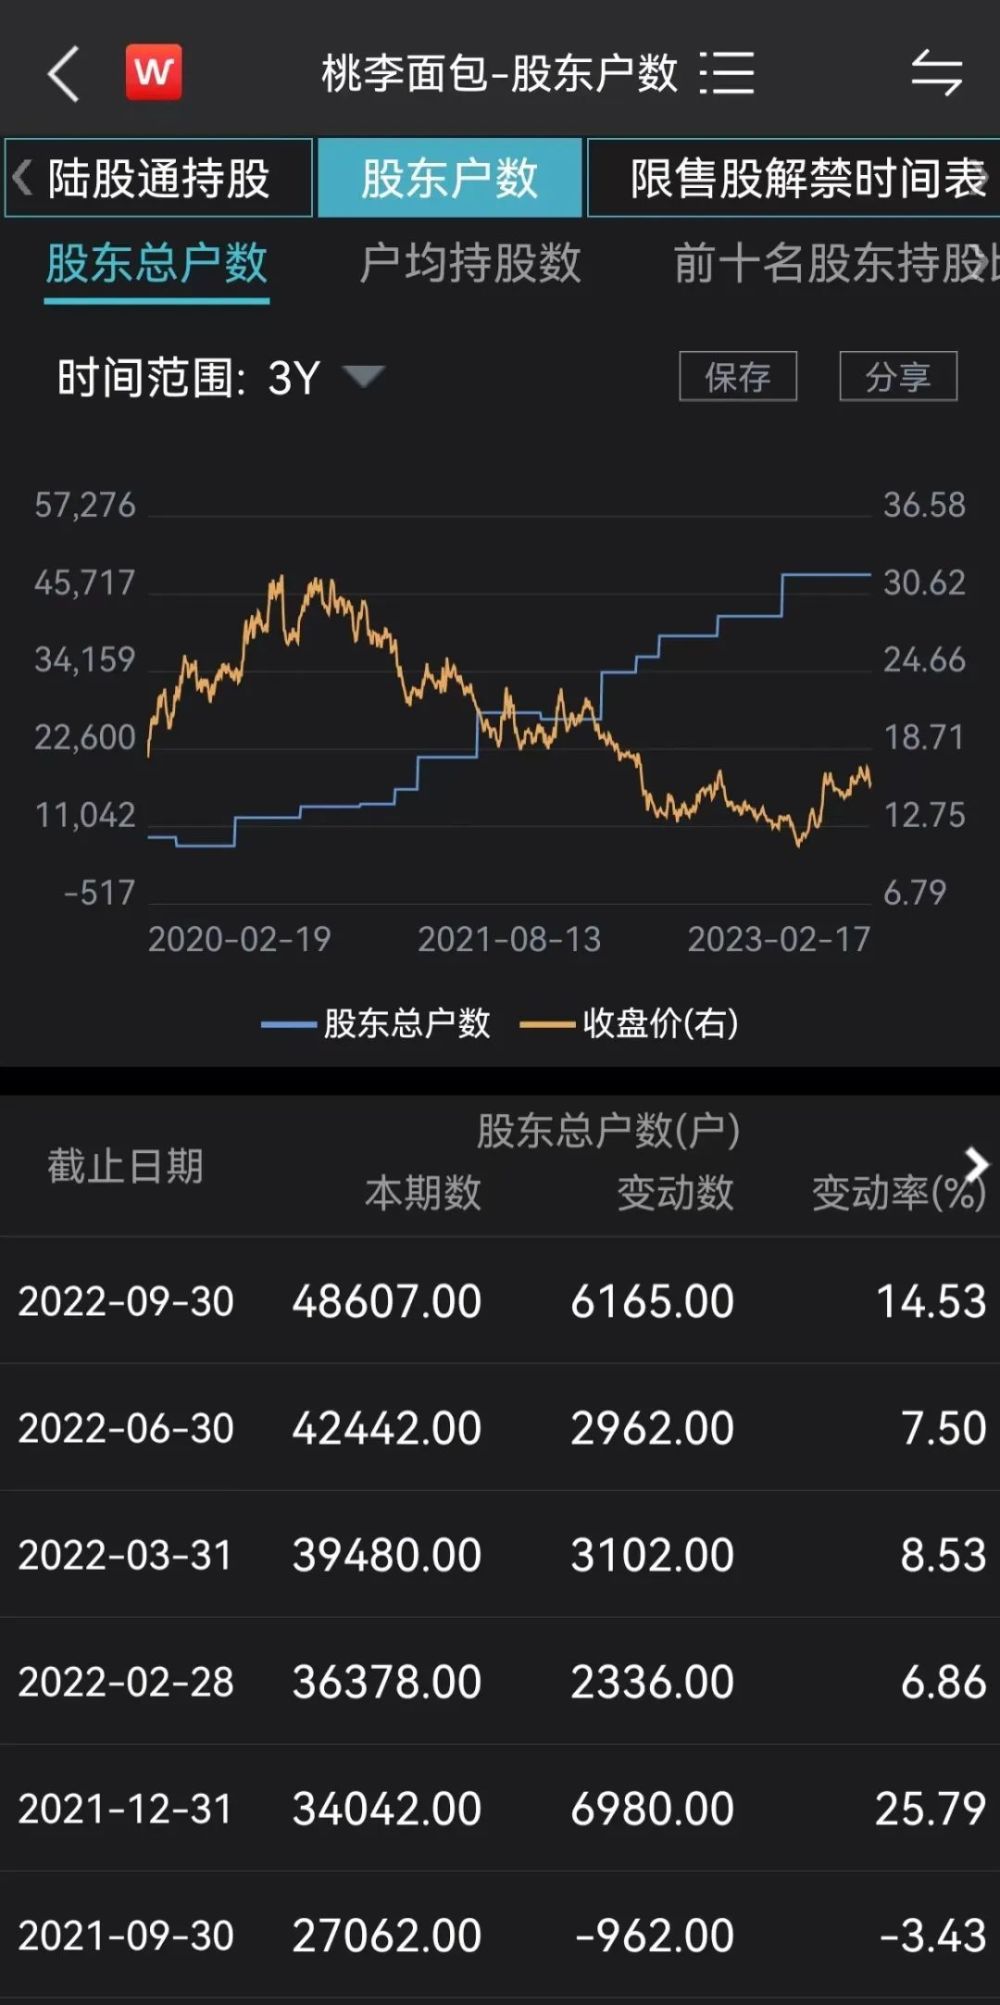 W 桃李面包-股东户数
陆股通持股 股东户数 限售股解禁时间表
股东总户数 户均持股数 前十名股东持股
时间范围: 3Y 保存 分享
57,276 36.58
45,717 30.62
34,159 24.66
22,600 18.71
11,042 12.75
-517 6.79
2020-02-19 2021-08-13 2023-02-17
股东总户数 收盘价(右)
股东总户数(户)
截止日期 本期数 变动数 变动率(%)
2022-09-30 48607.00 6165.00 14.53
2022-06-30 42442.00 2962.00 7.50
2022-03-31 39480.00 3102.00 8.53
2022-02-28 36378.00 2336.00 6.86
2021-12-31 34042.00 6980.00 25.79
2021-09-30 27062.00 -962.00 -3.43